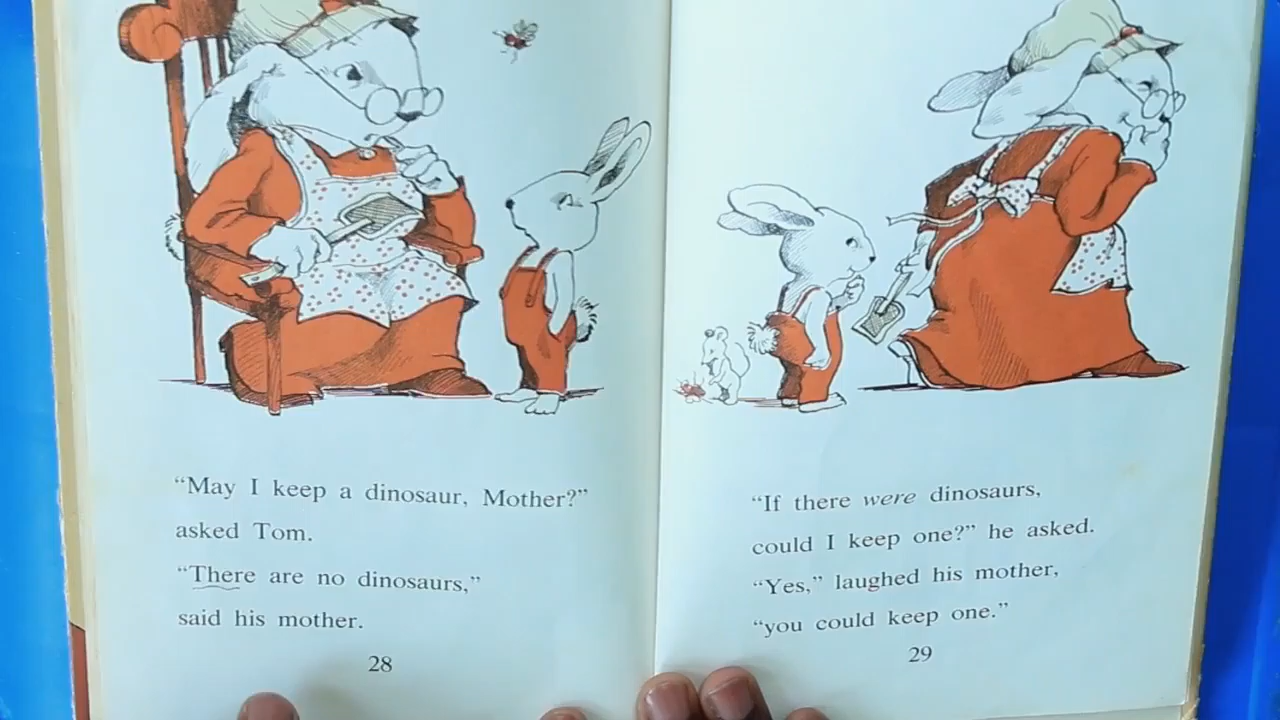 “May I keep a dinosaur, Mother?”
asked Tom.
“There are no dinosaurs,”
said his mother.
28
“If there were dinosaurs,
could I keep one?” he asked.
“Yes,” laughed his mother,
“you could keep one.”
29